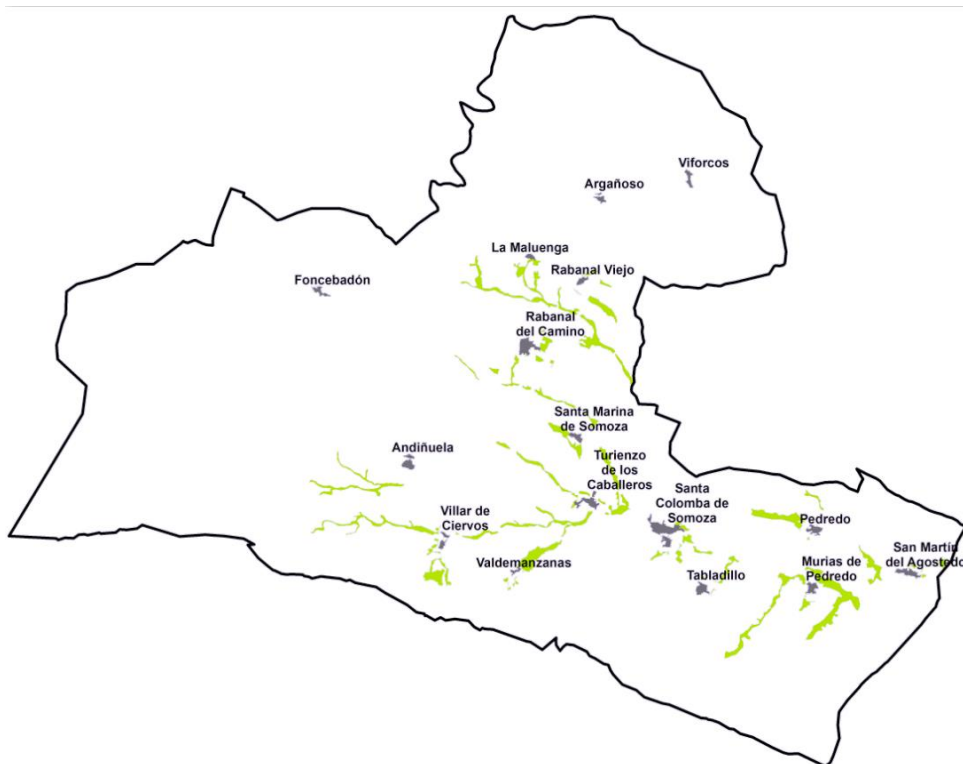 Viforcos
Argañoso
La Maluenga
Rabanal Viejo
Foncebadón
Rabanal
del Camino
Santa Marina
de Somoza
Andiñuela
Turienzo
de los
Caballeros
Santa
Colomba de
Somoza
Villar de
Ciervos
Pedredo
Valdemanzanas
San Martín
del Agostedo
Murias de
Pedredo
Tabladillo